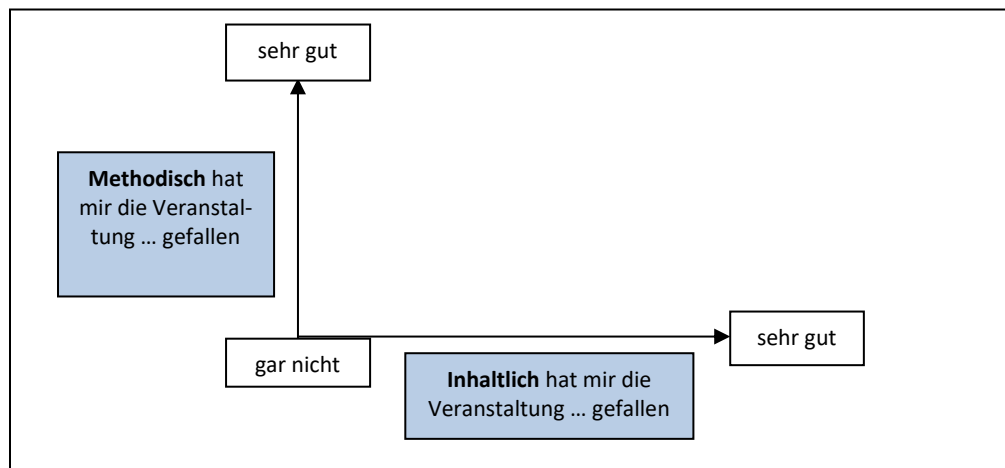 sehr gut
Methodisch hat
mir die Veranstal-
tung … gefallen
sehr gut
gar nicht
Inhaltlich hat mir die
Veranstaltung … gefallen